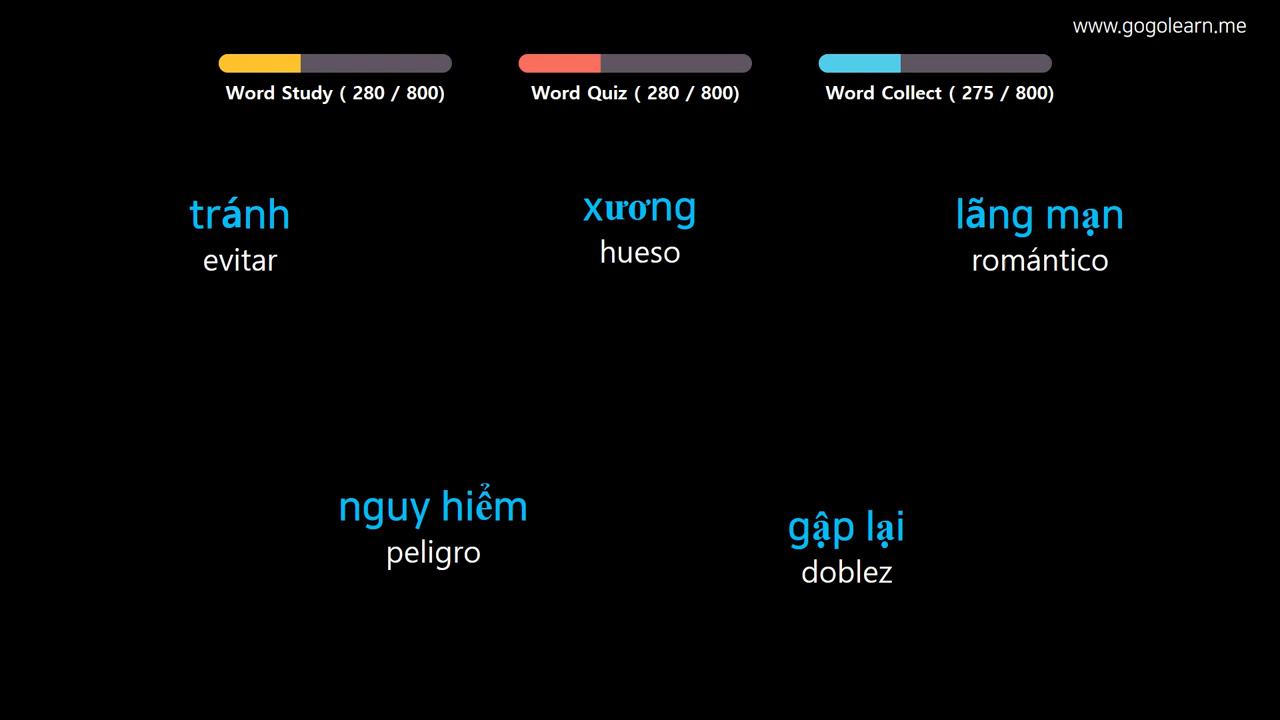 www.gogolearn.me
Word Study ( 280 / 800)
Word Quiz ( 280 / 800)
Word Collect ( 275 / 800)
tránh
evitar
xương
hueso
lãng mạn
romántico
nguy hiểm
peligro
gập lại
doblez